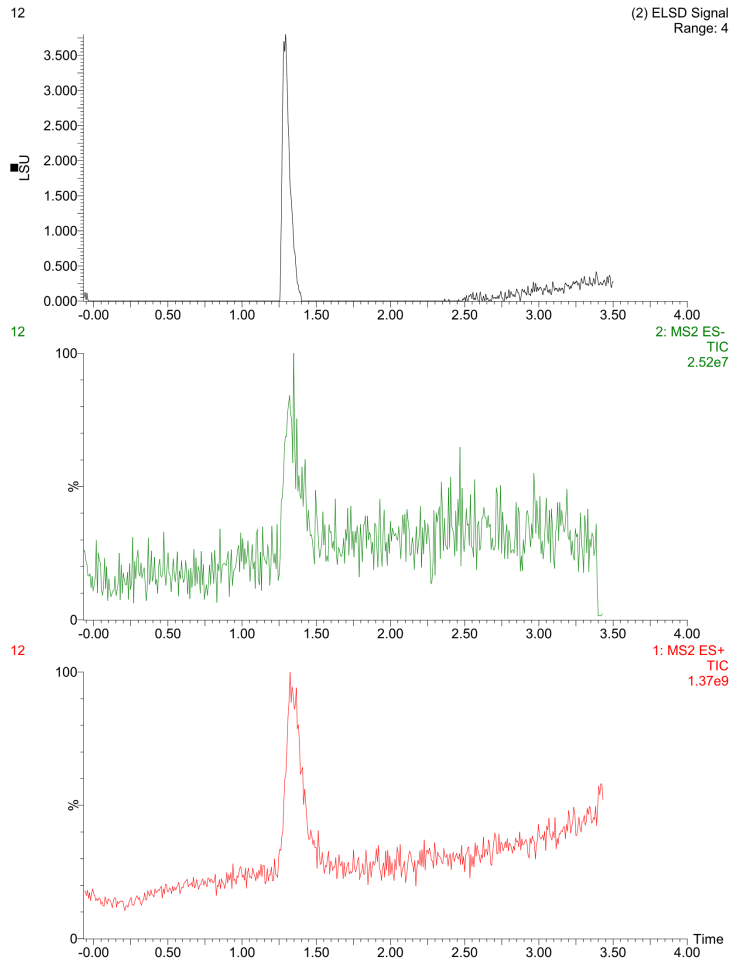 12
(2) ELSD Signal
Range: 4
3.500
3.000
2.500
2.000
1.500
1.000
0.500
0.000
LSU
-0.00 0.50 1.00 1.50 2.00 2.50 3.00 3.50 4.00
12
2: MS2 ES-
TIC
2.52e7
100
%
0
-0.00 0.50 1.00 1.50 2.00 2.50 3.00 3.50 4.00
12
1: MS2 ES+
TIC
1.37e9
100
%
0
Time
-0.00 0.50 1.00 1.50 2.00 2.50 3.00 3.50 4.00